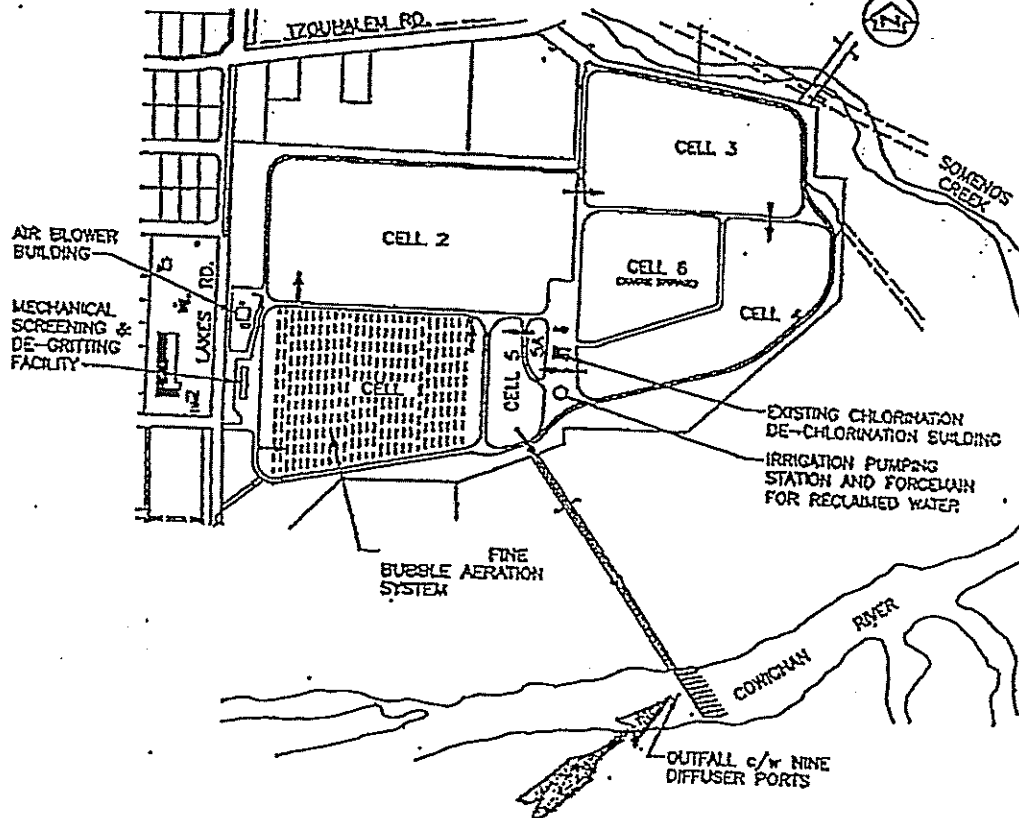 TZOUHALEM RD.
N
CELL 3
SOMENOS
CREEK
CELL 2
AIR BLOWER
BUILDING
CELL 6
LAKES RD.
MECHANICAL
SCREENING &
DE-GRITTING
FACILITY
CELL
CELL 5
5A
CELL
EXISTING CHLORINATION
DE-CHLORINATION BUILDING
IRRIGATION PUMPING
STATION AND FORCEMAIN
FOR RECLAIMED WATER
FINE
BUBBLE AERATION
SYSTEM
COWICHAN RIVER
OUTFALL c/w NINE
DIFFUSER PORTS